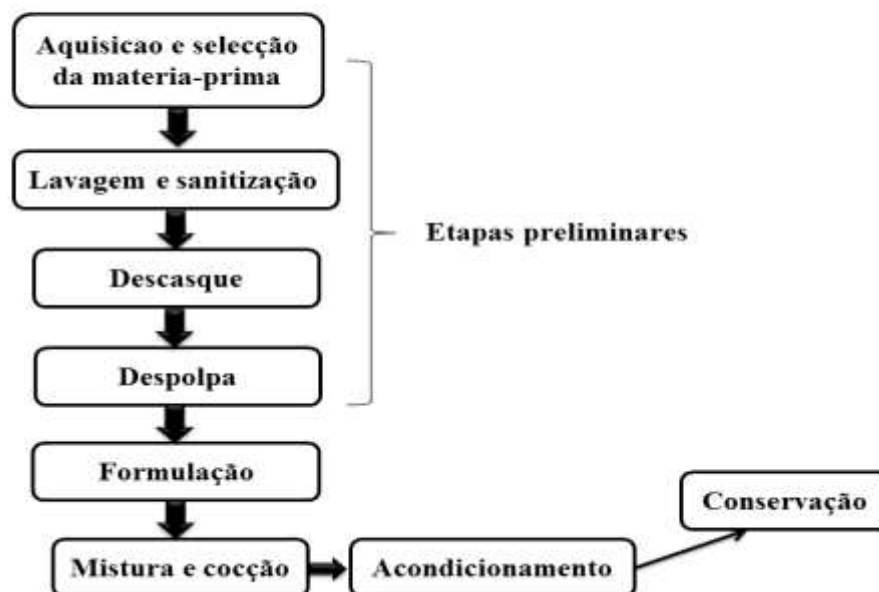 Aquisicao e selecção
da materia-prima
Lavagem e sanitização
Descasque
Despolpa
Etapas preliminares
Formulação
Mistura e cocção
Acondicionamento
Conservação